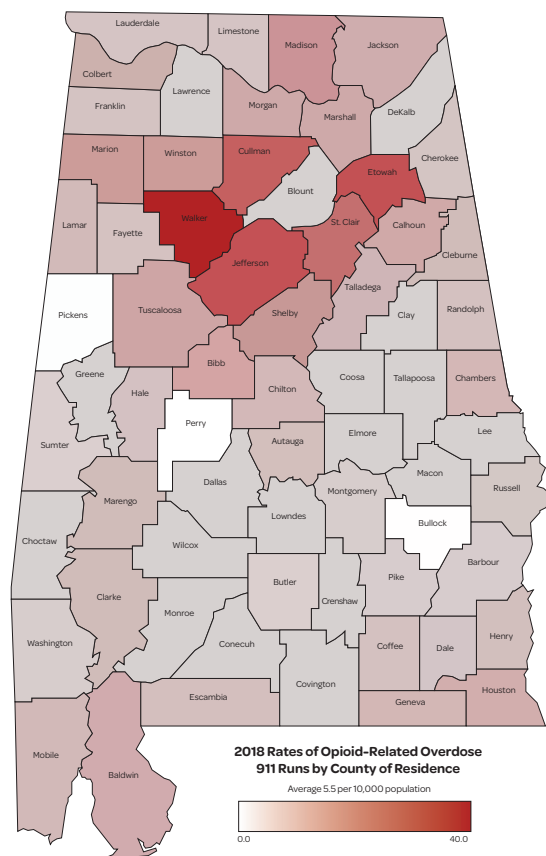 Lauderdale
Limestone
Madison
Jackson
Colbert
Lawrence
Franklin
Morgan
Marshall
DeKalb
Marion
Winston
Cullman
Blount
Etowah
Cherokee
Lamar
Fayette
Walker
Jefferson
St. Clair
Calhoun
Cleburne
Talladega
Pickens
Tuscaloosa
Shelby
Clay
Randolph
Bibb
Greene
Hale
Chilton
Coosa
Tallapoosa
Chambers
Perry
Sumter
Autauga
Elmore
Lee
Dallas
Macon
Marengo
Montgomery
Russell
Lowndes
Bullock
Choctaw
Wilcox
Barbour
Butler
Pike
Clarke
Crenshaw
Monroe
Washington
Conecuh
Coffee
Dale
Henry
Covington
Escambia
Geneva
Houston
Mobile
Baldwin
2018 Rates of Opioid-Related Overdose
911 Runs by County of Residence
Average 5.5 per 10,000 population
0.0 40.0